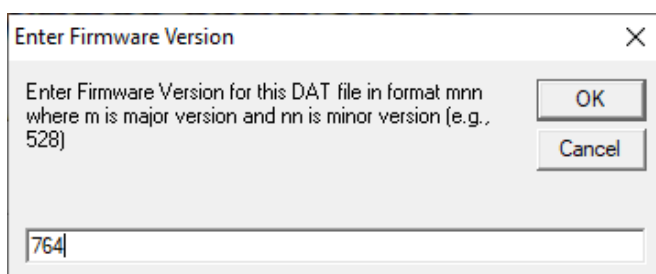 Enter Firmware Version
Enter Firmware Version for this DAT file in format mnn
where m is major version and nn is minor version (e.g.,
528)
OK
Cancel
764